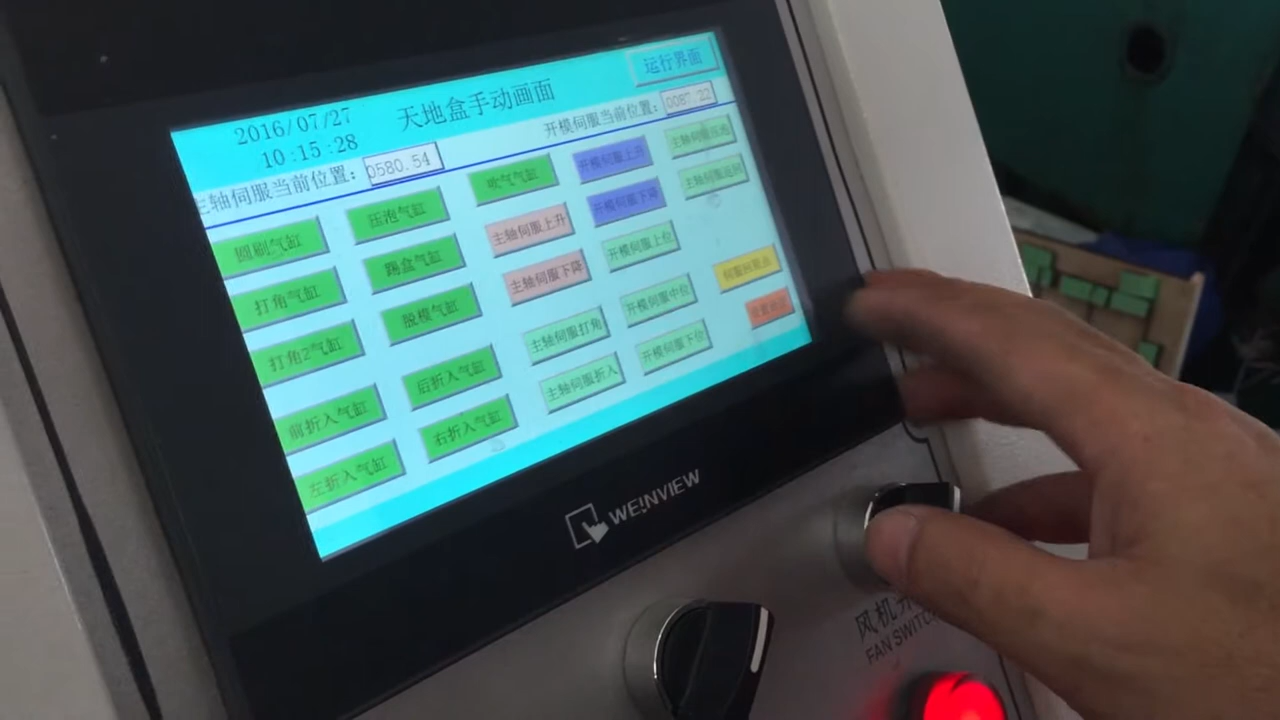 运行界面
2016/07/27
天地盒手动画面
10:15:28
开模伺服当前位置：
0087.22
主轴伺服当前位置：
0580.54
圆刷气缸
压泡气缸
吹气气缸
开模伺服上升
主轴伺服压泡
打角气缸
踢盒气缸
主轴伺服上升
开模伺服下降
主轴伺服返回
打角2气缸
脱模气缸
主轴伺服下降
开模伺服上位
伺服回原点
前折入气缸
后折入气缸
主轴伺服打角
开模伺服中位
左折入气缸
右折入气缸
主轴伺服折入
开模伺服下位
WEINVIEW
风机
FAN SWITCH